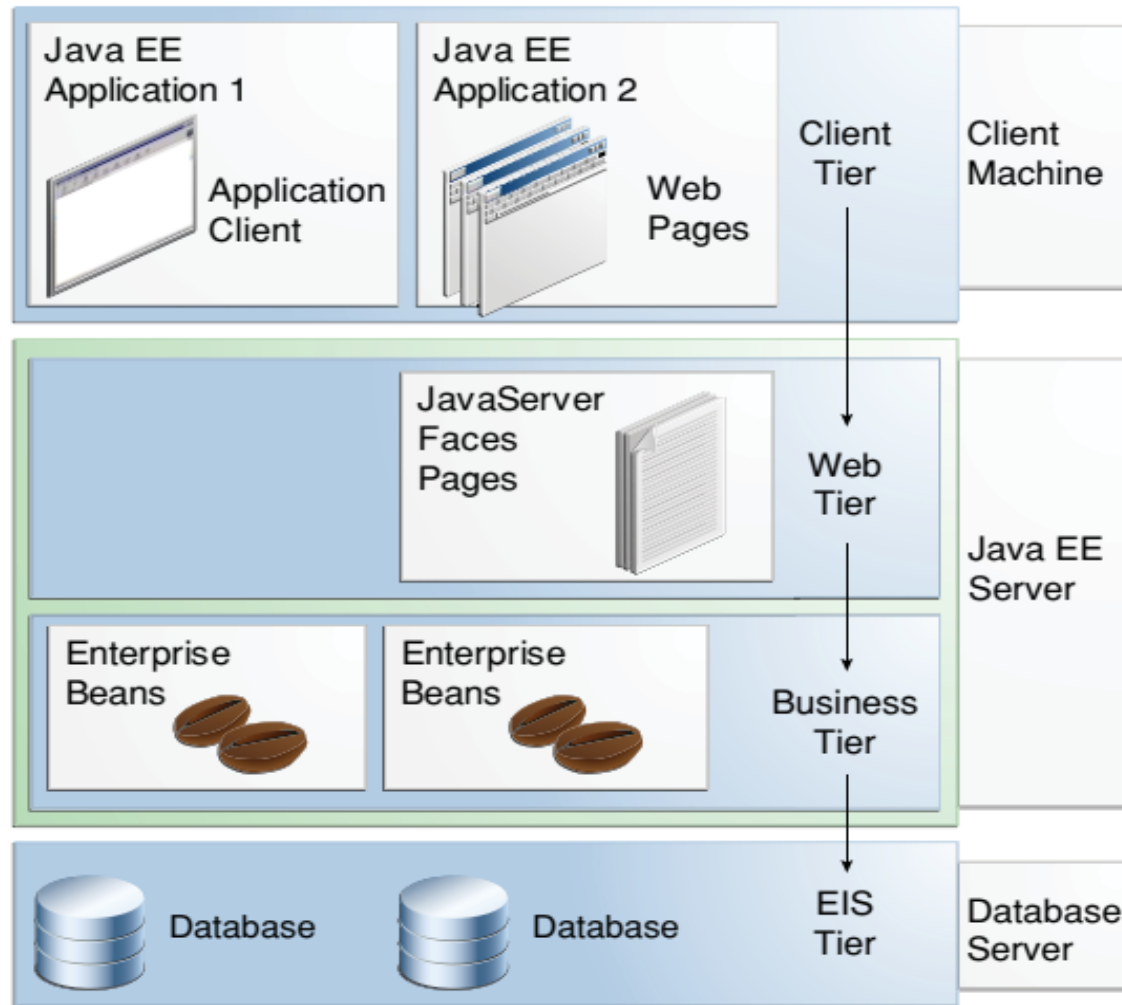 Java EE
Application 1
Application
Client
Java EE
Application 2
Web
Pages
Client
Tier
Client
Machine
JavaServer
Faces
Pages
Web
Tier
Java EE
Server
Enterprise
Beans
Enterprise
Beans
Business
Tier
Database
Database
EIS
Tier
Database
Server